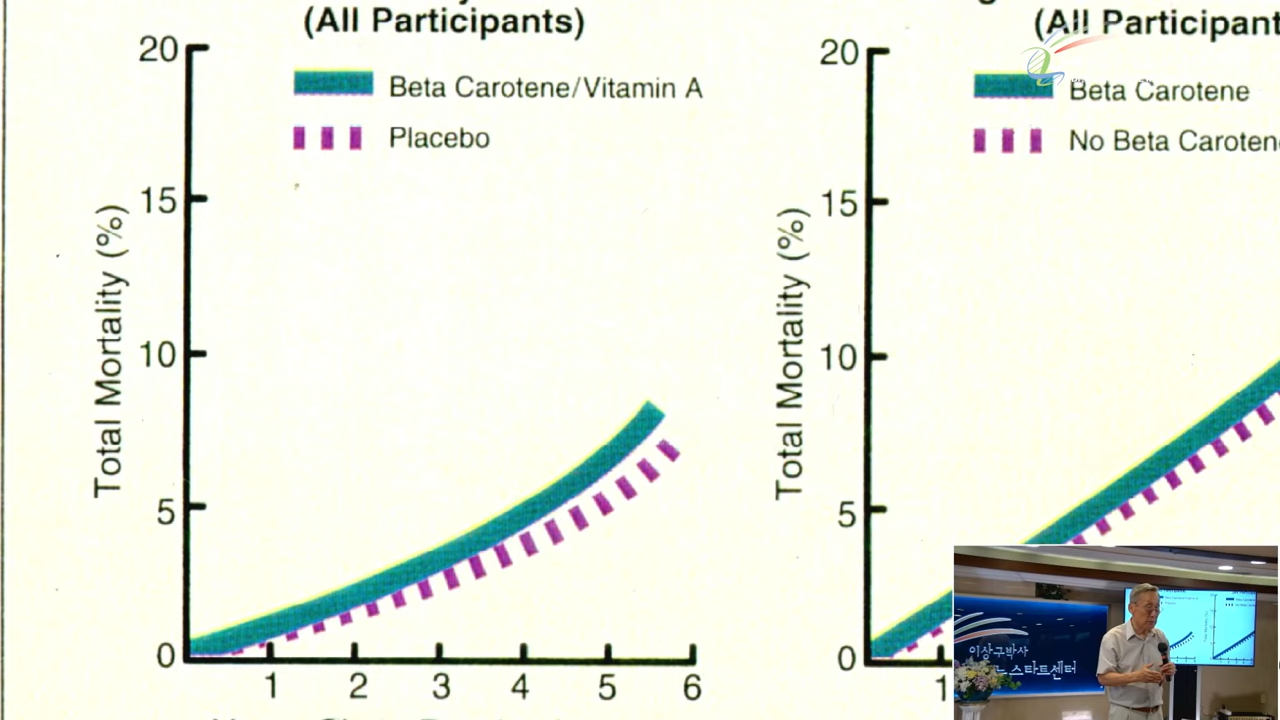 (All Participants)
20
Beta Carotene/Vitamin A
Placebo
15
Total Mortality (%)
10
5
0
1 2 3 4 5 6
(All Participant
20
Beta Carotene
No Beta Caroten
15
Total Mortality (%)
10
5
0
1
이상구박사
스타트센터